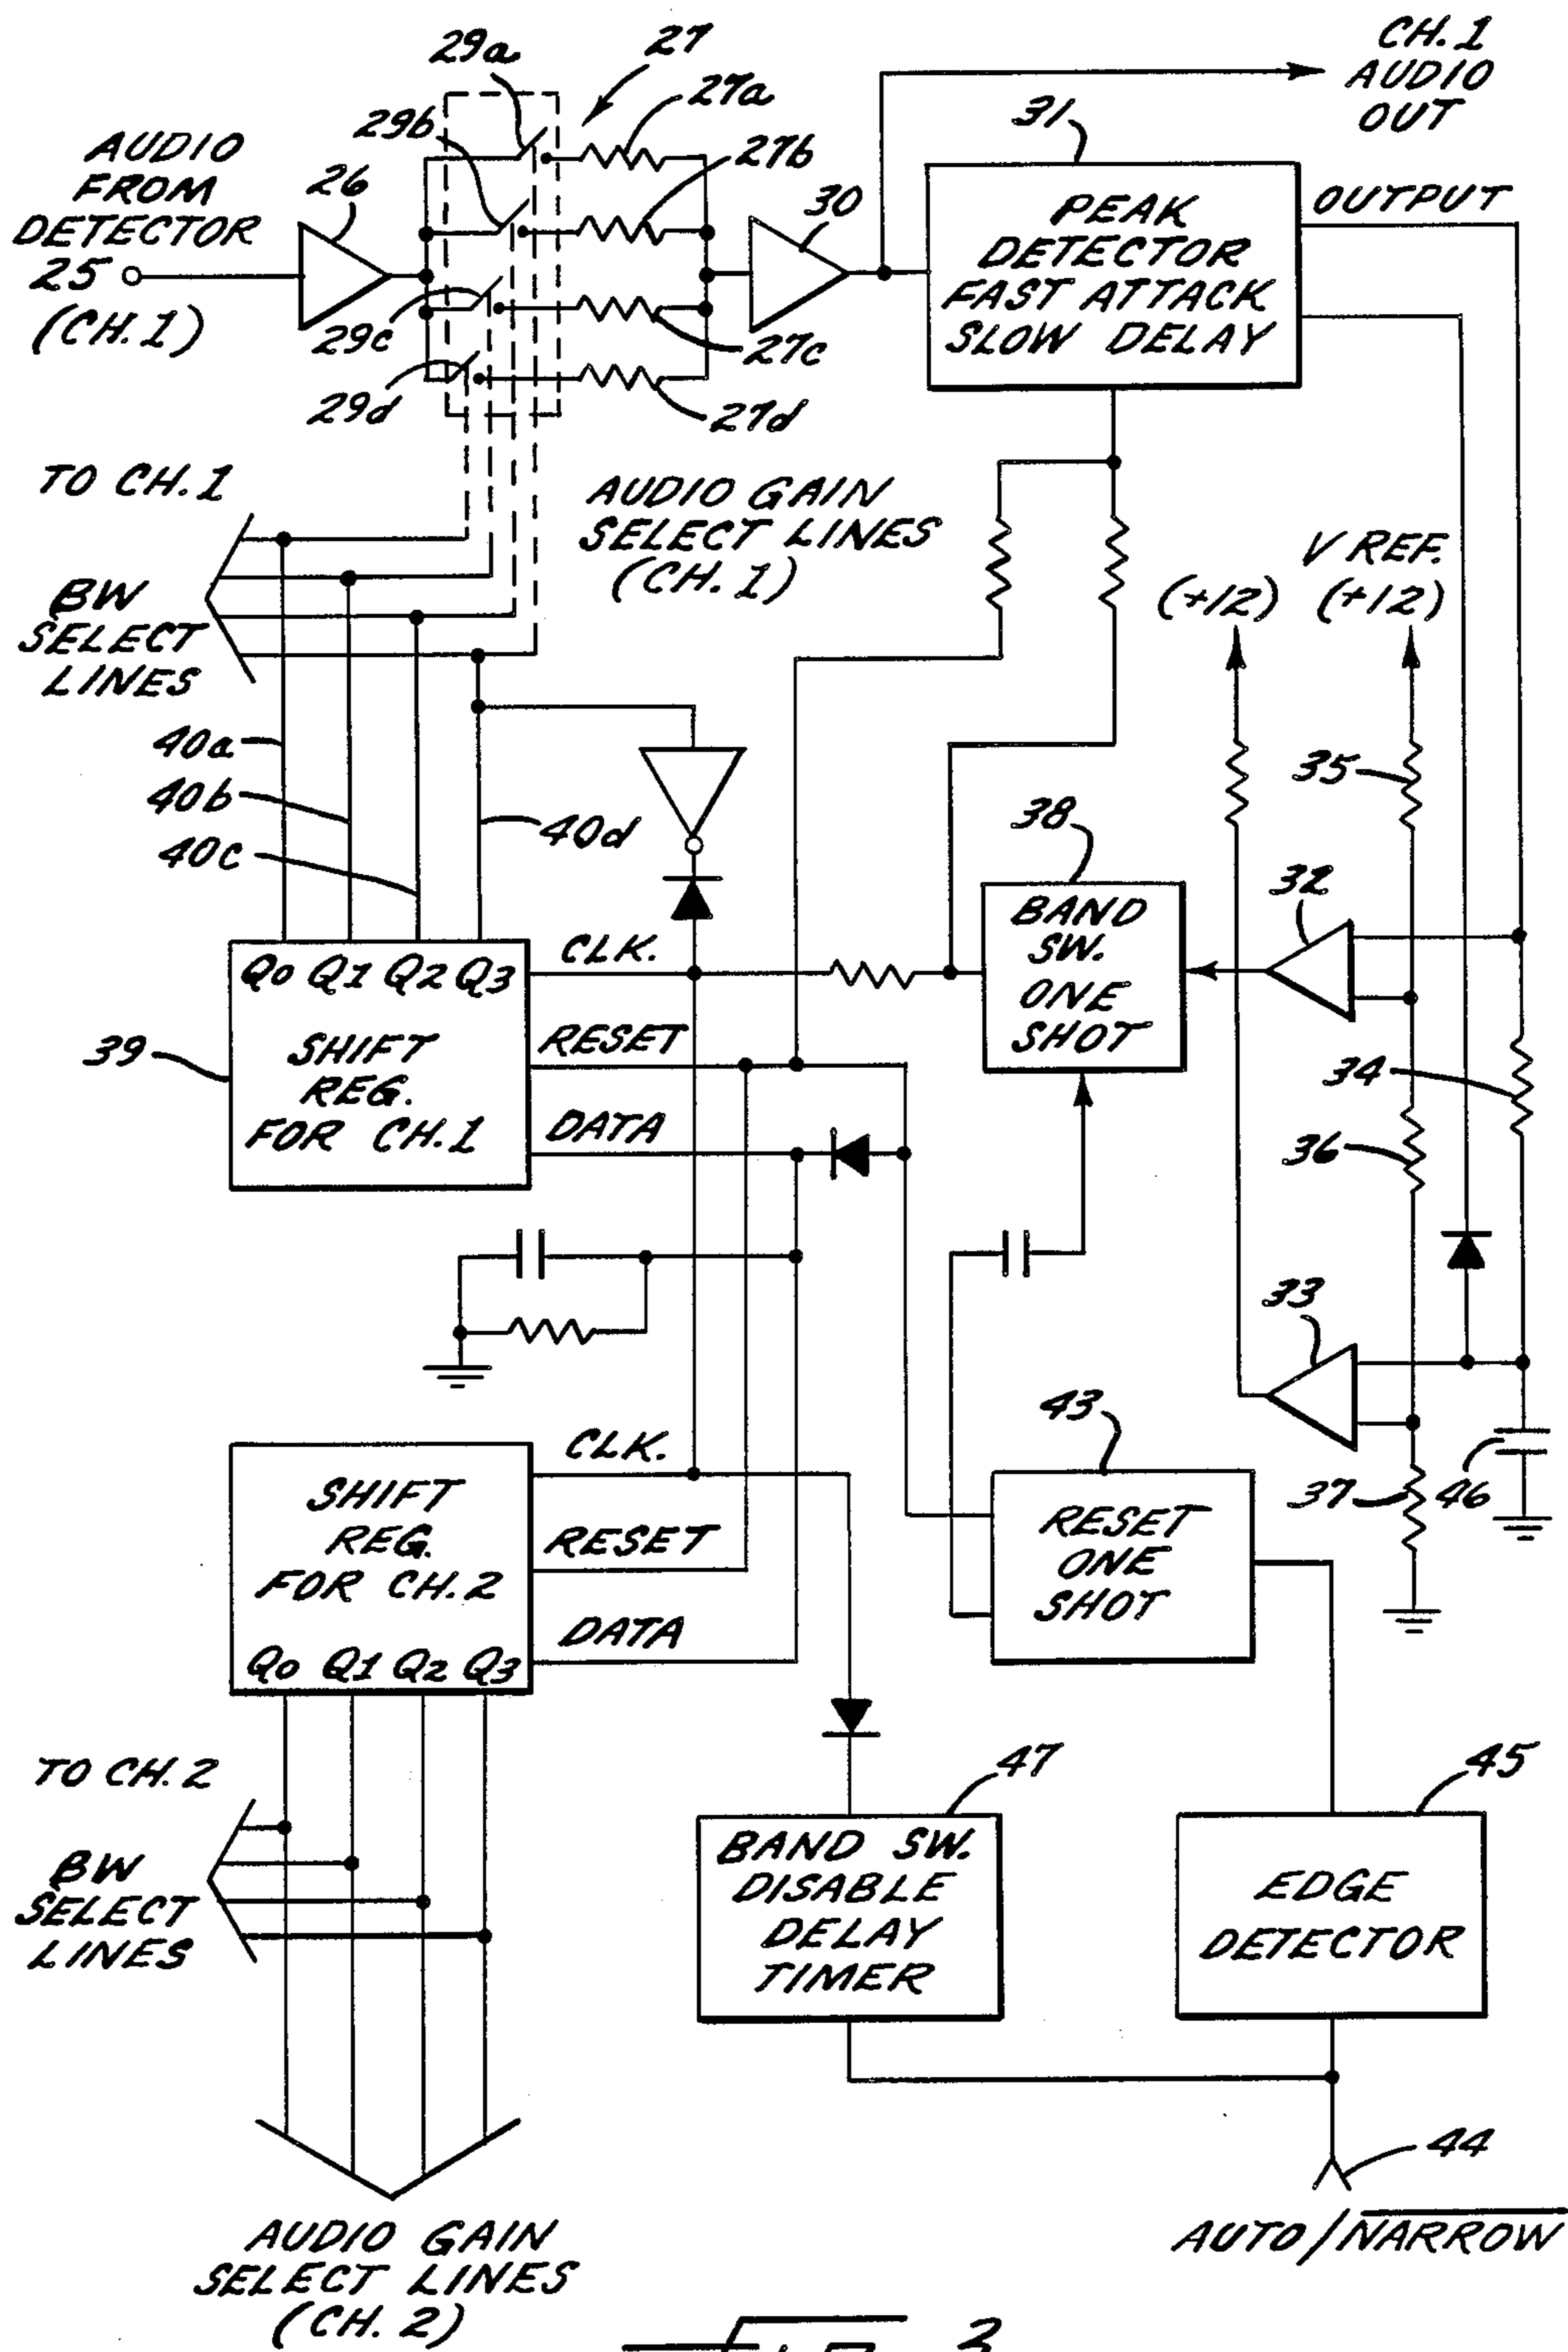 29a
27
27a
CH. 1
AUDIO
OUT
29b
31
27b
AUDIO
FROM
DETECTOR
25
(CH. 1)
26
30
PEAK
DETECTOR
FAST ATTACK
SLOW DELAY
OUTPUT
29c
27c
29d
27d
TO CH. 1
AUDIO GAIN
SELECT LINES
(CH. 1)
V REF.
(+12)
(+12)
BW
SELECT
LINES
40a
40b
40c
40d
35
38
32
BAND
SW.
ONE
SHOT
Q0 Q1 Q2 Q3
CLK.
RESET
DATA
39
SHIFT
REG.
FOR CH. 1
34
36
33
43
37
46
CLK.
RESET
DATA
SHIFT
REG.
FOR CH. 2
Q0 Q1 Q2 Q3
RESET
ONE
SHOT
TO CH. 2
47
45
BW
SELECT
LINES
BAND SW.
DISABLE
DELAY
TIMER
EDGE
DETECTOR
44
AUTO/NARROW
AUDIO GAIN
SELECT LINES
(CH. 2)